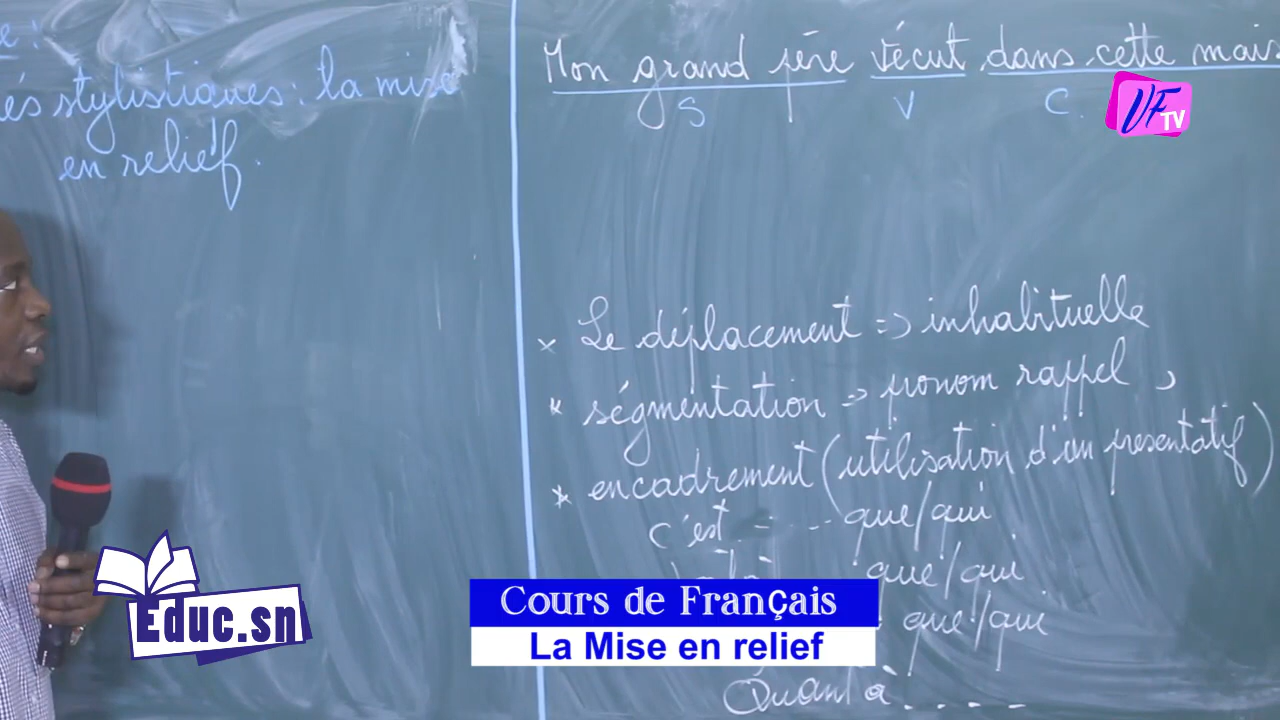 e :
és stylistiques : la mise
en relief.
Mon grand père vécut dans cette mais
S V C.
VF
TV
x Le déplacement => inhabituelle
* ségmentation => pronom rappel,
* encadrement (utilisation d'un presentatif)
c'est - - - - que/qui
que/qui
que/qui
Quant à . . . . .
Educ.sn
Cours de Français
La Mise en relief